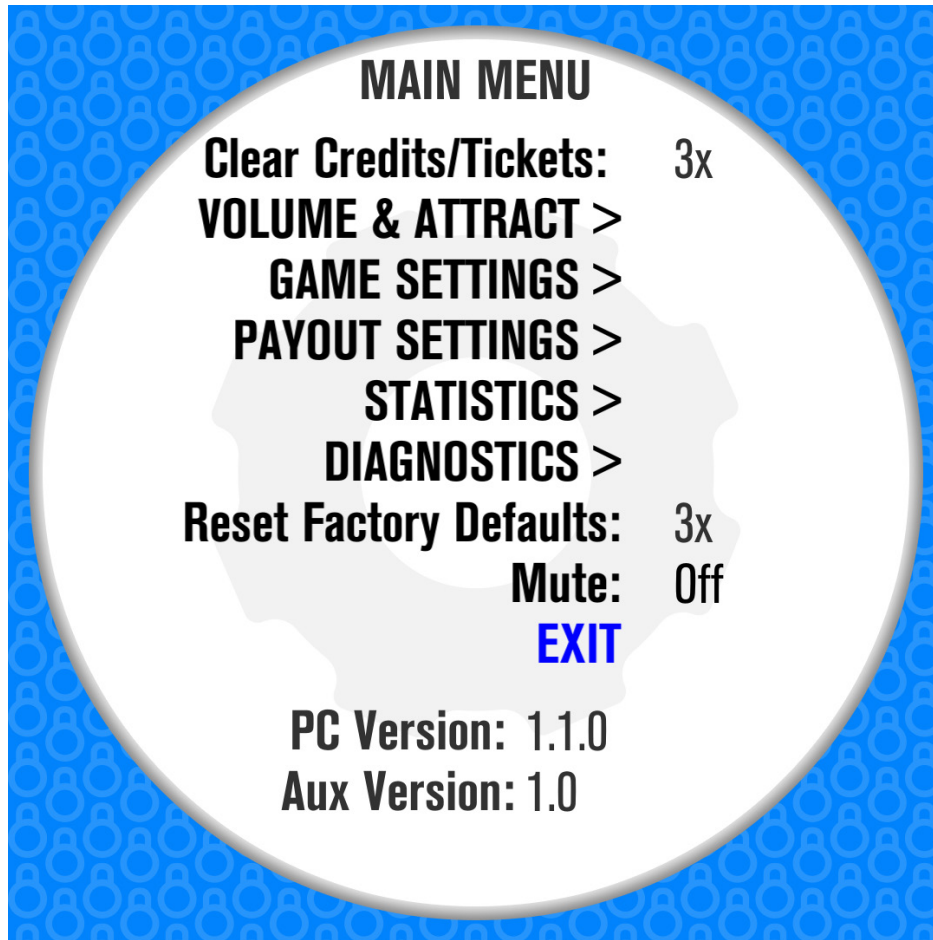 MAIN MENU
Clear Credits/Tickets: 3x
VOLUME & ATTRACT >
GAME SETTINGS >
PAYOUT SETTINGS >
STATISTICS >
DIAGNOSTICS >
Reset Factory Defaults: 3x
Mute: Off
EXIT
PC Version: 1.1.0
Aux Version: 1.0